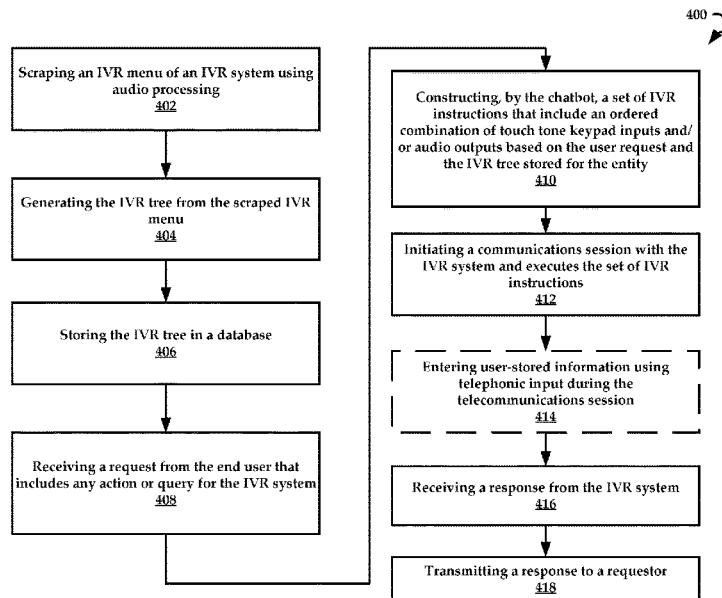 400
Scraping an IVR menu of an IVR system using
audio processing
402
Generating the IVR tree from the scraped IVR
menu
404
Storing the IVR tree in a database
406
Receiving a request from the end user that
includes any action or query for the IVR system
408
Constructing, by the chatbot, a set of IVR
instructions that include an ordered
combination of touch tone keypad inputs and/
or audio outputs based on the user request and
the IVR tree stored for the entity
410
Initiating a communications session with the
IVR system and executes the set of IVR
instructions
412
Entering user-stored information using
telephonic input during the
telecommunications session
414
Receiving a response from the IVR system
416
Transmitting a response to a requestor
418